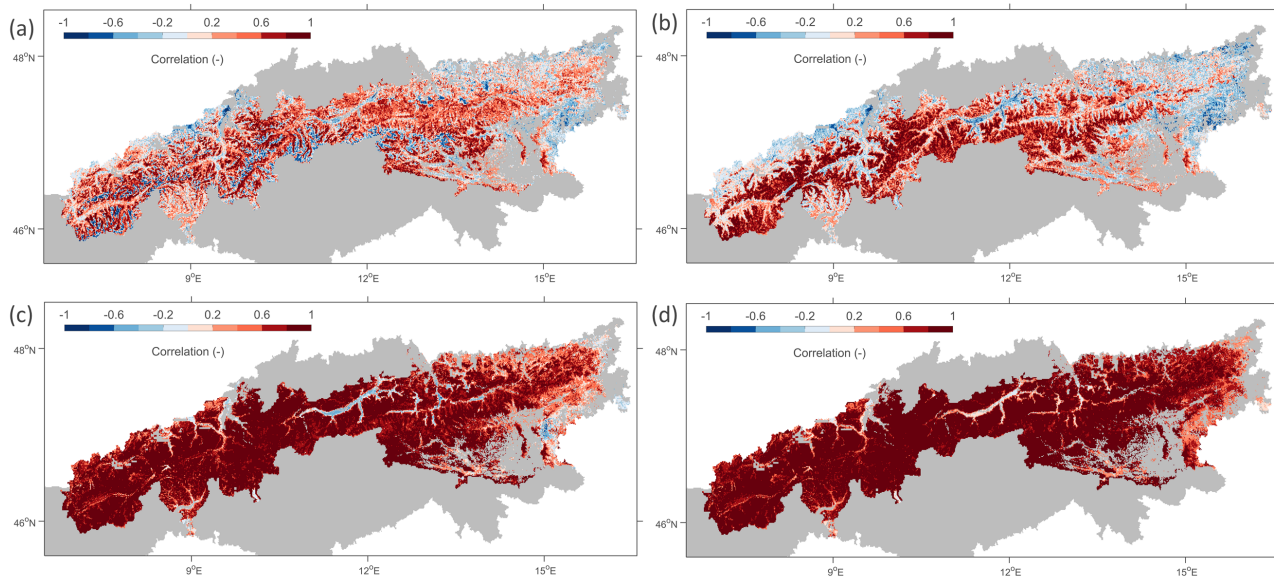 (a)
-1 -0.6 -0.2 0.2 0.6 1
Correlation (-)
48°N
46°N
9°E 12°E 15°E
(b)
-1 -0.6 -0.2 0.2 0.6 1
Correlation (-)
48°N
46°N
9°E 12°E 15°E
(c)
-1 -0.6 -0.2 0.2 0.6 1
Correlation (-)
48°N
46°N
9°E 12°E 15°E
(d)
-1 -0.6 -0.2 0.2 0.6 1
Correlation (-)
48°N
46°N
9°E 12°E 15°E